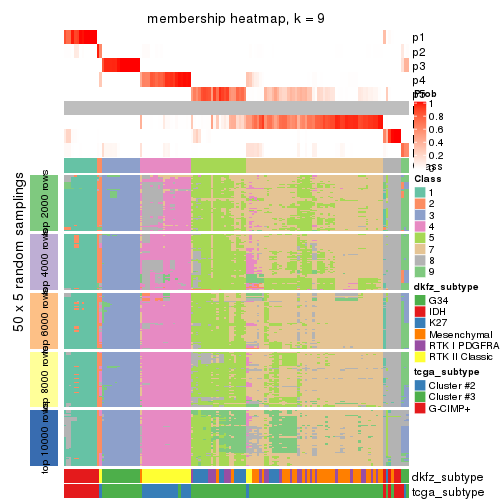 membership heatmap, k = 9
p1
p2
p3
p4
Prob
1
0.8
0.6
0.4
0.2
0
Class
1
2
3
4
5
7
8
9
dkfz_subtype
G34
IDH
K27
Mesenchymal
RTK I PDGFRA
RTK II Classic
tcga_subtype
Cluster #2
Cluster #3
G-CIMP+
50 x 5 random samplings
top 2000 rows
top 4000 rows
top 6000 rows
top 8000 rows
top 10000 rows
dkfz_subtype
tcga_subtype